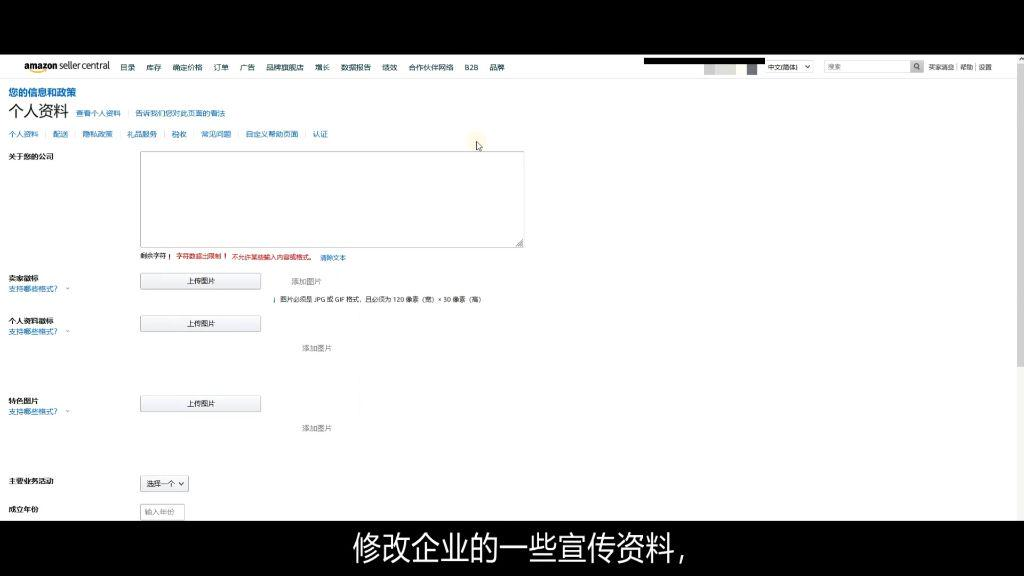 amazon seller central 目录 库存 确定价格 订单 广告 品牌旗舰店 增长 数据报告 绩效 合作伙伴网络 B2B 品牌 中文(简体) 搜索 买家消息 帮助 设置
您的信息和政策
个人资料 查看个人资料 告诉我们您对此页面的看法
个人资料 配送 隐私政策 礼品服务 税收 常见问题 自定义帮助页面 认证
关于您的公司
剩余字符 字符数超出限制! 不允许某些输入内容或格式。 清除文本
卖家徽标 上传图片 添加图片
支持哪些格式?
图片必须是 JPG 或 GIF 格式,且必须为 120 像素(宽)× 30 像素(高)
个人资料徽标 上传图片
支持哪些格式?
添加图片
特色图片 上传图片
支持哪些格式?
添加图片
主要业务活动 选择一个
成立年份 输入年份
修改企业的一些宣传资料,